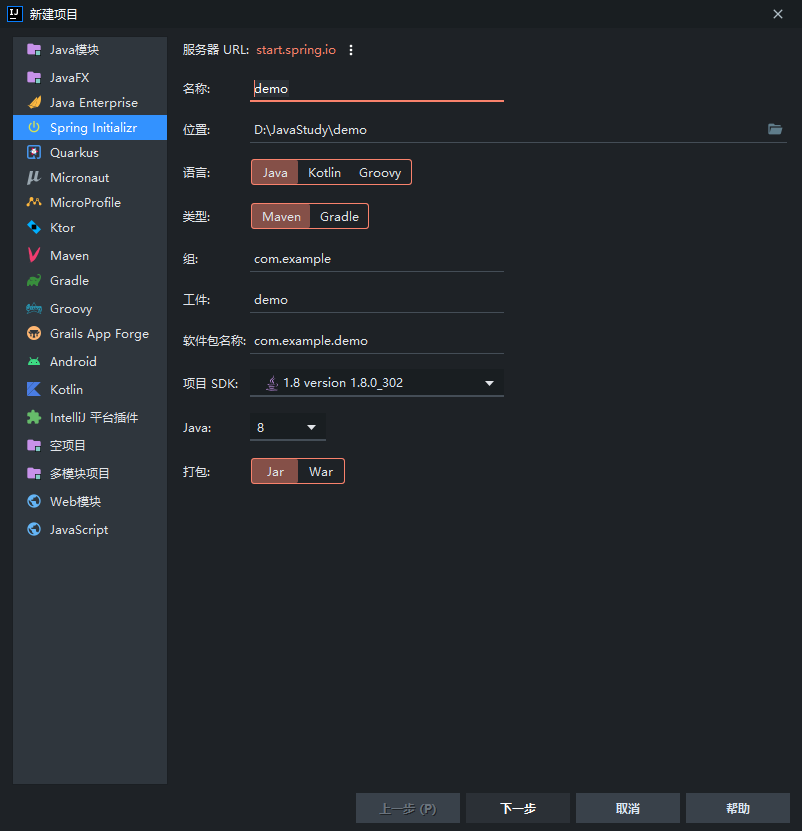 新建项目
Java模块
JavaFX
Java Enterprise
Spring Initializr
Quarkus
Micronaut
MicroProfile
Ktor
Maven
Gradle
Groovy
Grails App Forge
Android
Kotlin
IntelliJ 平台插件
空项目
多模块项目
Web模块
JavaScript
服务器 URL: start.spring.io
名称: demo
位置: D:\JavaStudy\demo
语言: Java Kotlin Groovy
类型: Maven Gradle
组: com.example
工件: demo
软件包名称: com.example.demo
项目 SDK: 1.8 version 1.8.0_302
Java: 8
打包: Jar War
上一步 (P) 下一步 取消 帮助